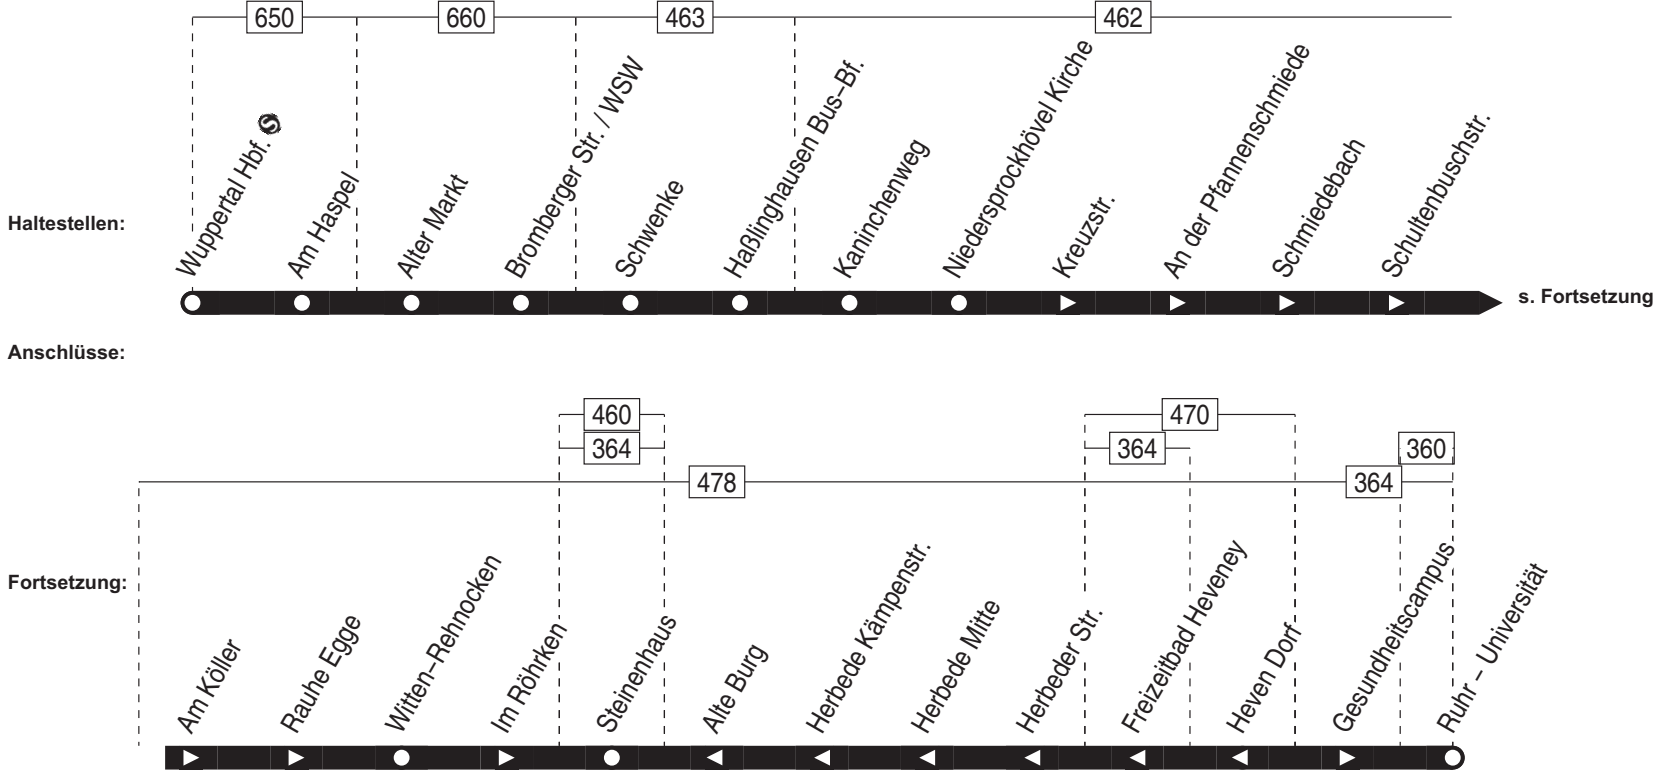 650 660 463 462
Haltestellen:
Wuppertal Hbf. S
Am Haspel
Alter Markt
Bromberger Str. / WSW
Schwenke
Haßlinghausen Bus–Bf.
Kaninchenweg
Niedersprockhövel Kirche
Kreuzstr.
An der Pfannenschmiede
Schmiedebach
Schultenbuschstr.
s. Fortsetzung
Anschlüsse:
460 470
364 364 360
478 364
Fortsetzung:
Am Köller
Rauhe Egge
Witten–Rehnocken
Im Röhrken
Steinenhaus
Alte Burg
Herbede Kämpenstr.
Herbede Mitte
Herbeder Str.
Freizeitbad Heveney
Heven Dorf
Gesundheitscampus
Ruhr – Universität